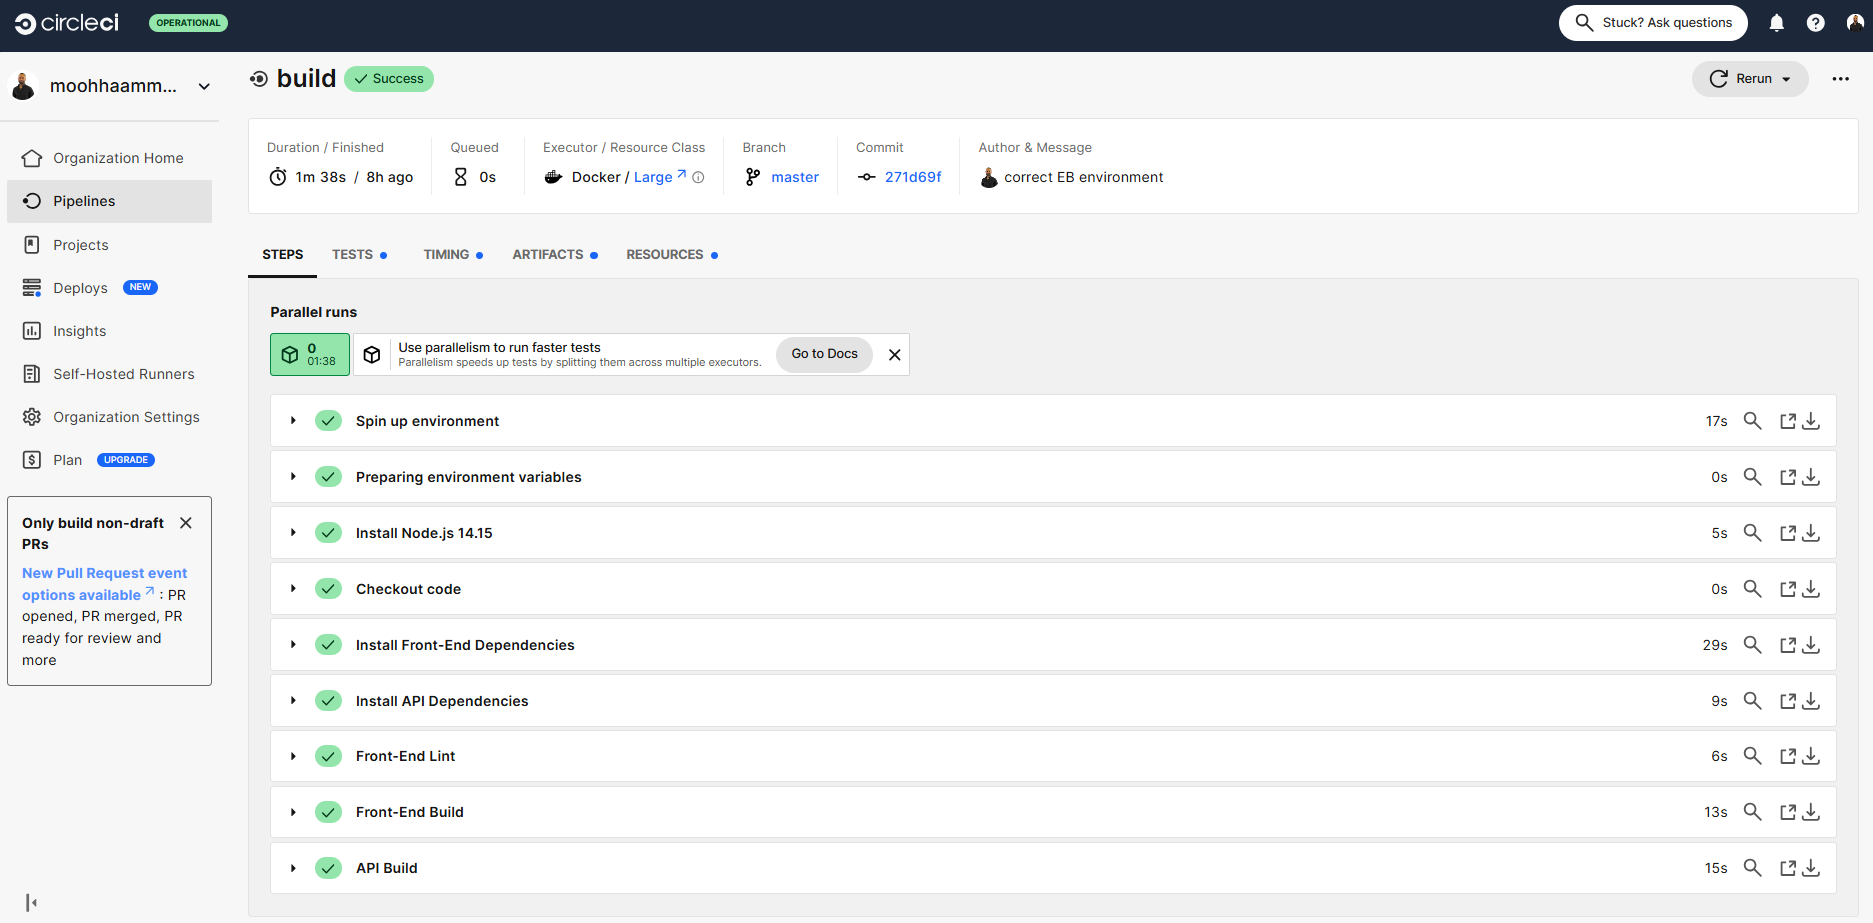 circleci
OPERATIONAL
Stuck? Ask questions
moohhaamm...
Organization Home
Pipelines
Projects
Deploys NEW
Insights
Self-Hosted Runners
Organization Settings
Plan UPGRADE
Only build non-draft
PRs
New Pull Request event
options available : PR
opened, PR merged, PR
ready for review and
more
build Success
Rerun
Duration / Finished
1m 38s / 8h ago
Queued
0s
Executor / Resource Class
Docker / Large
Branch
master
Commit
271d69f
Author & Message
correct EB environment
STEPS TESTS TIMING ARTIFACTS RESOURCES
Parallel runs
0
01:38
Use parallelism to run faster tests
Parallelism speeds up tests by splitting them across multiple executors.
Go to Docs
Spin up environment 17s
Preparing environment variables 0s
Install Node.js 14.15 5s
Checkout code 0s
Install Front-End Dependencies 29s
Install API Dependencies 9s
Front-End Lint 6s
Front-End Build 13s
API Build 15s